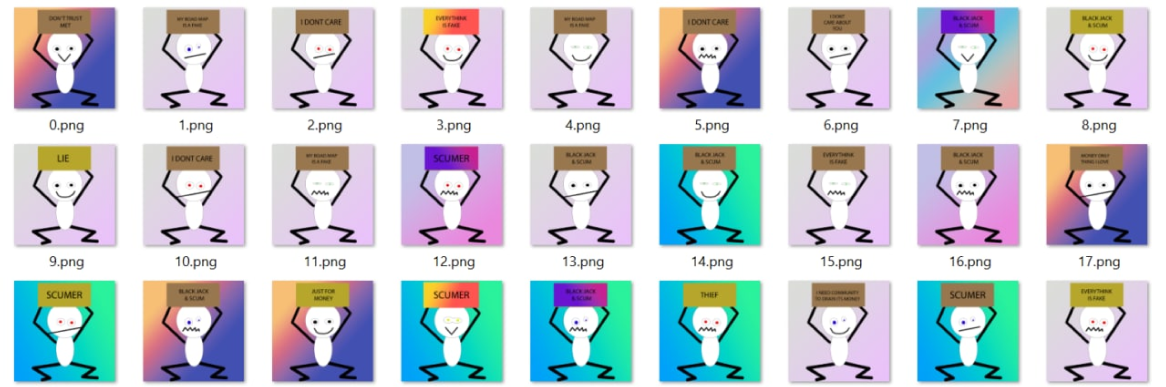 DON'T TRUST
ME?
MY ROAD MAP
IS A FAKE
I DONT CARE
EVERYTHINK
IS FAKE
MY ROAD MAP
IS A FAKE
I DONT CARE
I DONT
CARE ABOUT
YOU
BLACK JACK
& SCUM
BLACK JACK
& SCUM
0.png
1.png
2.png
3.png
4.png
5.png
6.png
7.png
8.png
LIE
I DONT CARE
MY ROAD MAP
IS A FAKE
SCUMER
BLACK JACK
& SCUM
BLACK JACK
& SCUM
EVERYTHINK
IS FAKE
BLACK JACK
& SCUM
MONEY ONLY
THING I LOVE
9.png
10.png
11.png
12.png
13.png
14.png
15.png
16.png
17.png
SCUMER
BLACK JACK
& SCUM
JUST FOR
MONEY
SCUMER
BLACK JACK
& SCUM
THIEF
I NEED COMMUNITY
TO GRAB IT'S MONEY
SCUMER
EVERYTHINK
IS FAKE